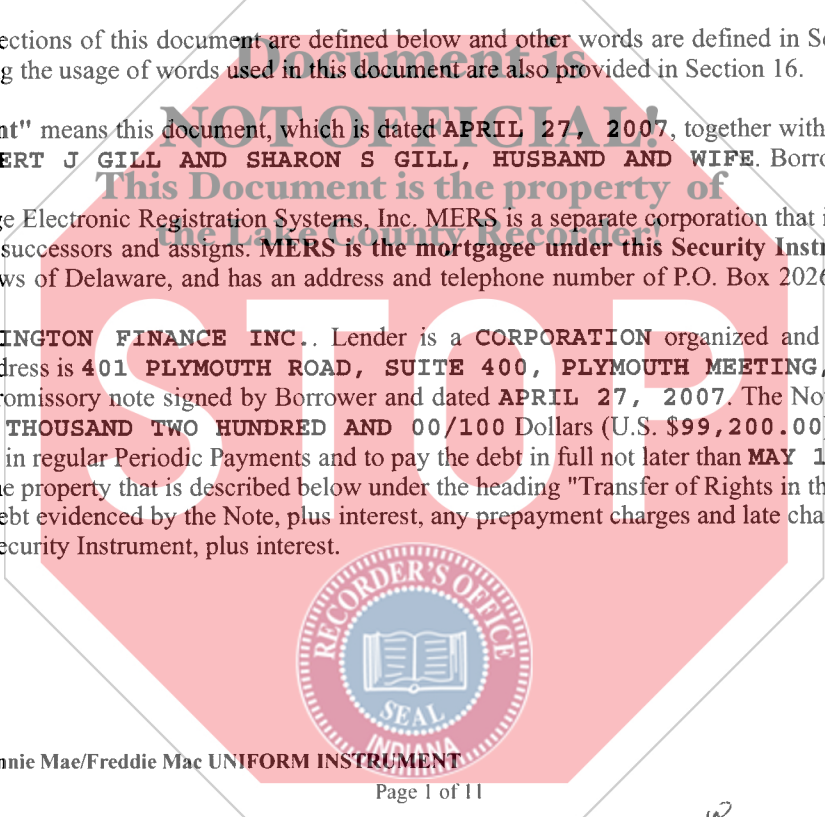 ections of this document are defined below and other words are defined in Se
g the usage of words used in this document are also provided in Section 16.
Document is
NOT OFFICIAL!
nt" means this document, which is dated APRIL 27, 2007, together with
ERT J GILL AND SHARON S GILL, HUSBAND AND WIFE. Borro
This Document is the property of
the Lake County Recorder!
ge Electronic Registration Systems, Inc. MERS is a separate corporation that i
successors and assigns. MERS is the mortgagee under this Security Instr
ws of Delaware, and has an address and telephone number of P.O. Box 2026
STOP
INGTON FINANCE INC.. Lender is a CORPORATION organized and
dress is 401 PLYMOUTH ROAD, SUITE 400, PLYMOUTH MEETING,
romissory note signed by Borrower and dated APRIL 27, 2007. The No
THOUSAND TWO HUNDRED AND 00/100 Dollars (U.S. $99,200.00)
in regular Periodic Payments and to pay the debt in full not later than MAY 1
e property that is described below under the heading "Transfer of Rights in th
ebt evidenced by the Note, plus interest, any prepayment charges and late cha
ecurity Instrument, plus interest.
RECORDER'S OFFICE
SEAL
INDIANA
nnie Mae/Freddie Mac UNIFORM INSTRUMENT
Page 1 of 11